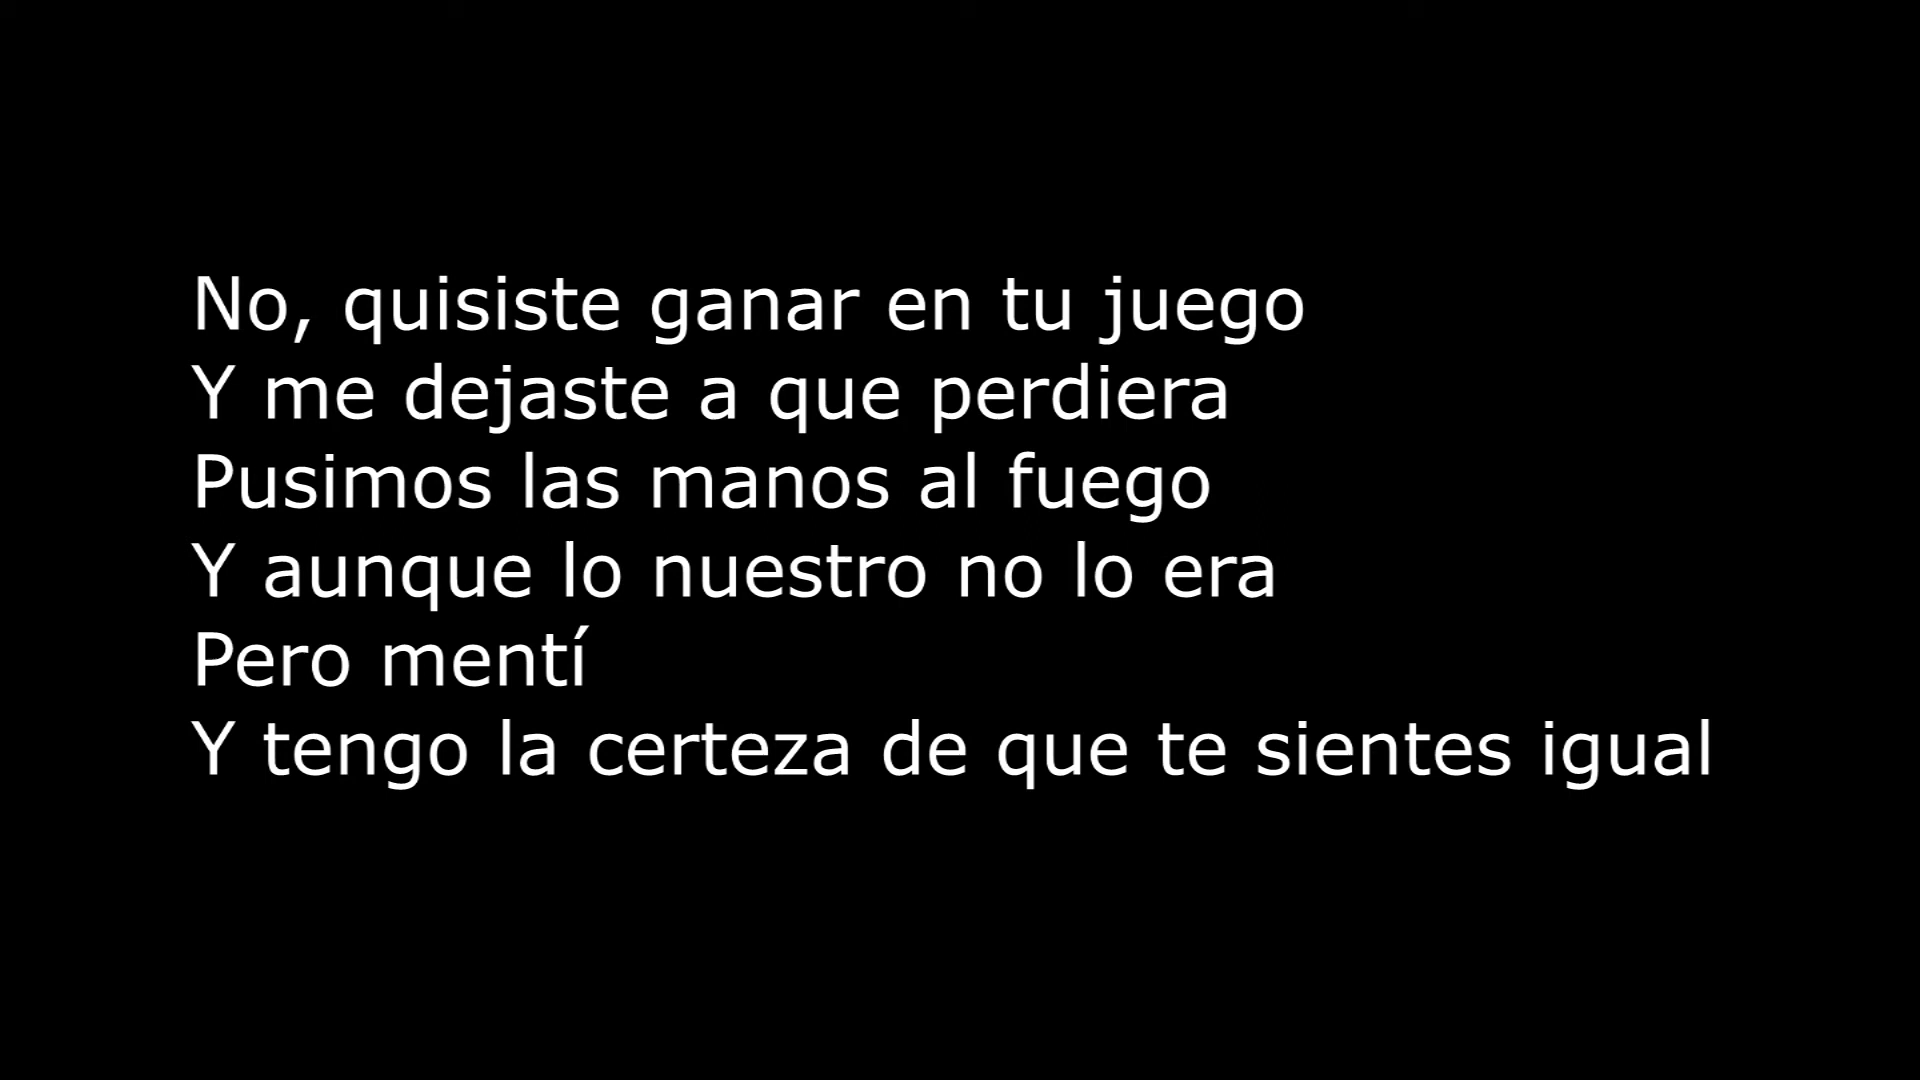 No, quisiste ganar en tu juego
Y me dejaste a que perdiera
Pusimos las manos al fuego
Y aunque lo nuestro no lo era
Pero mentí
Y tengo la certeza de que te sientes igual